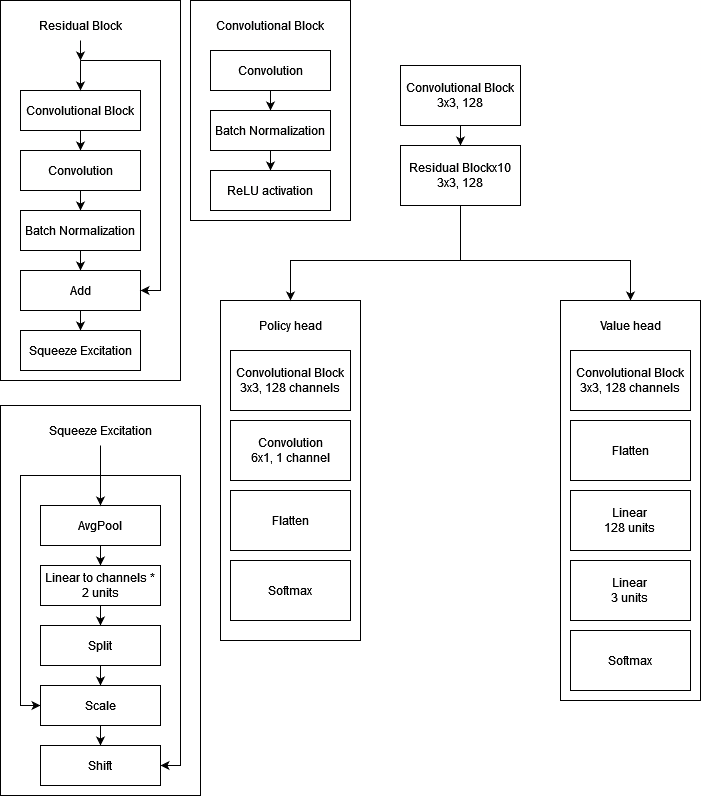 Residual Block
Convolutional Block
Convolution
Batch Normalization
Add
Squeeze Excitation
Convolutional Block
Convolution
Batch Normalization
ReLU activation
Convolutional Block
3x3, 128
Residual Blockx10
3x3, 128
Policy head
Convolutional Block
3x3, 128 channels
Convolution
6x1, 1 channel
Flatten
Softmax
Value head
Convolutional Block
3x3, 128 channels
Flatten
Linear
128 units
Linear
3 units
Softmax
Squeeze Excitation
AvgPool
Linear to channels *
2 units
Split
Scale
Shift